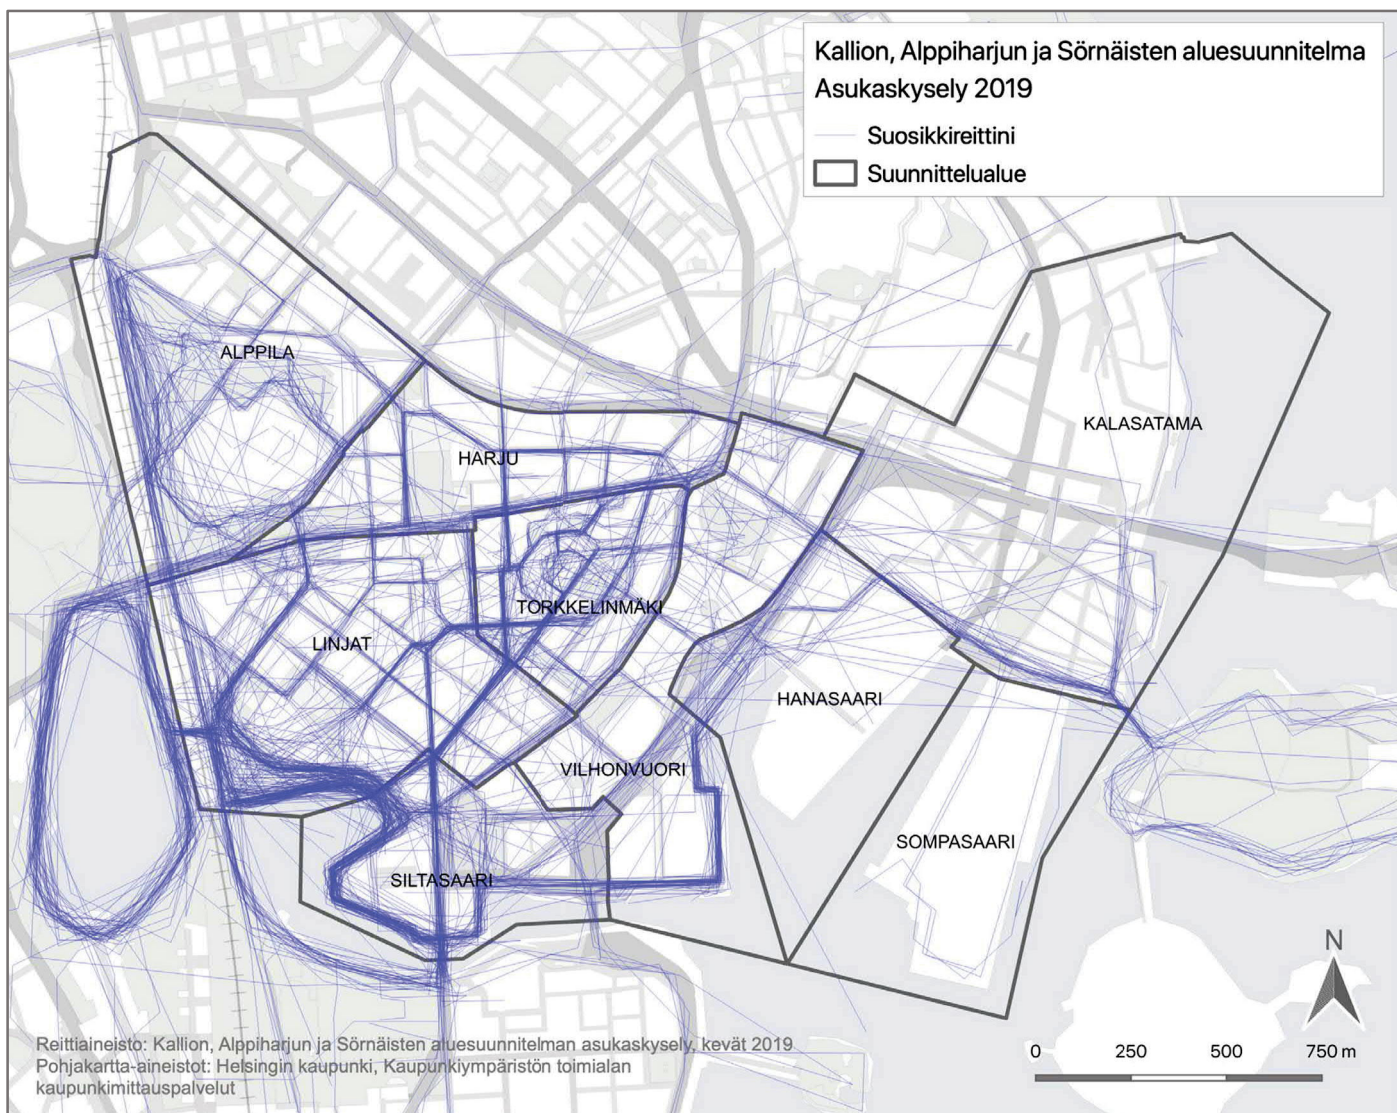 Kallion, Alppiharjun ja Sörnäisten aluesuunnitelma
Asukaskysely 2019
Suosikkireittini
Suunnittelualue
ALPPILA
KALASATAMA
HARJU
TORKKELINMÄKI
LINJAT
HANASAARI
VILHONVUORI
SOMPASAARI
SILTASAARI
N
Reittiaineisto: Kallion, Alppiharjun ja Sörnäisten aluesuunnitelman asukaskysely, kevät 2019
Pohjakartta-aineistot: Helsingin kaupunki, Kaupunkiympäristön toimialan
kaupunkimittauspalvelut
0 250 500 750 m